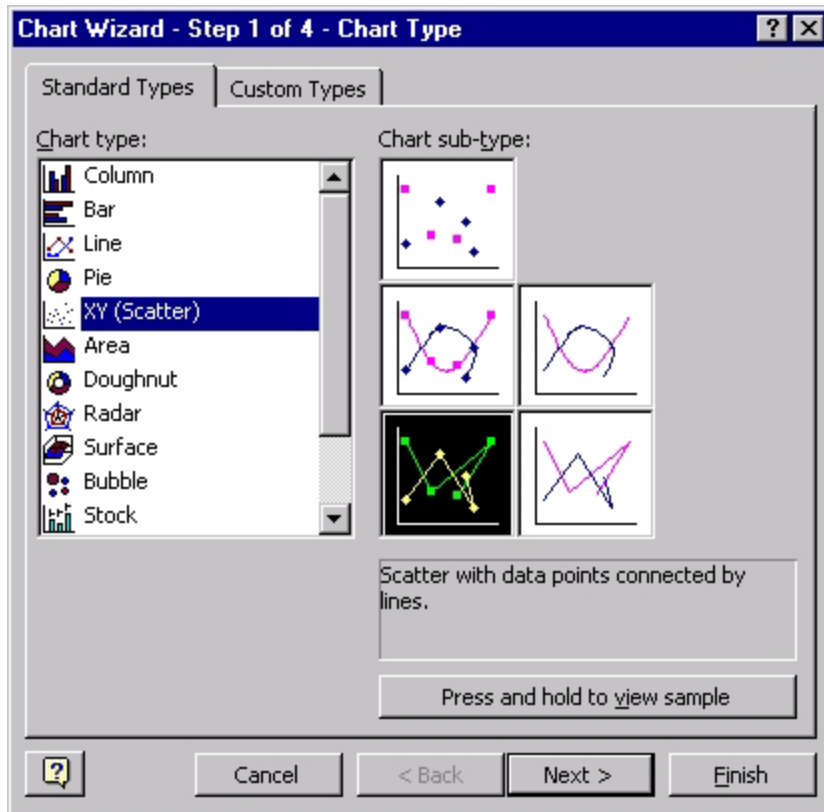 Chart Wizard - Step 1 of 4 - Chart Type
Standard Types
Custom Types
Chart type:
Column
Bar
Line
Pie
XY (Scatter)
Area
Doughnut
Radar
Surface
Bubble
Stock
Chart sub-type:
Scatter with data points connected by
lines.
Press and hold to view sample
Cancel
< Back
Next >
Finish